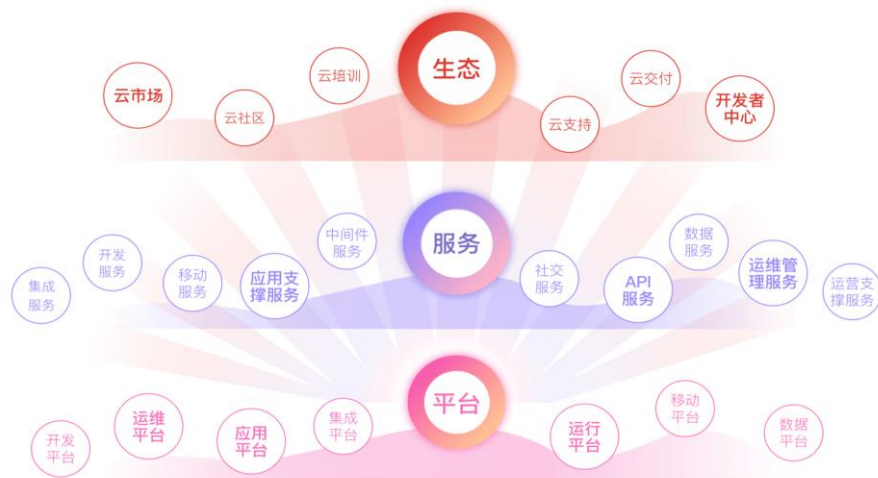 生态
云市场
云社区
云培训
云支持
云交付
开发者
中心
服务
集成
服务
开发
服务
移动
服务
应用支
撑服务
中间件
服务
社交
服务
API
服务
数据
服务
运维管
理服务
运营支
撑服务
平台
开发
平台
运维
平台
应用
平台
集成
平台
运行
平台
移动
平台
数据
平台